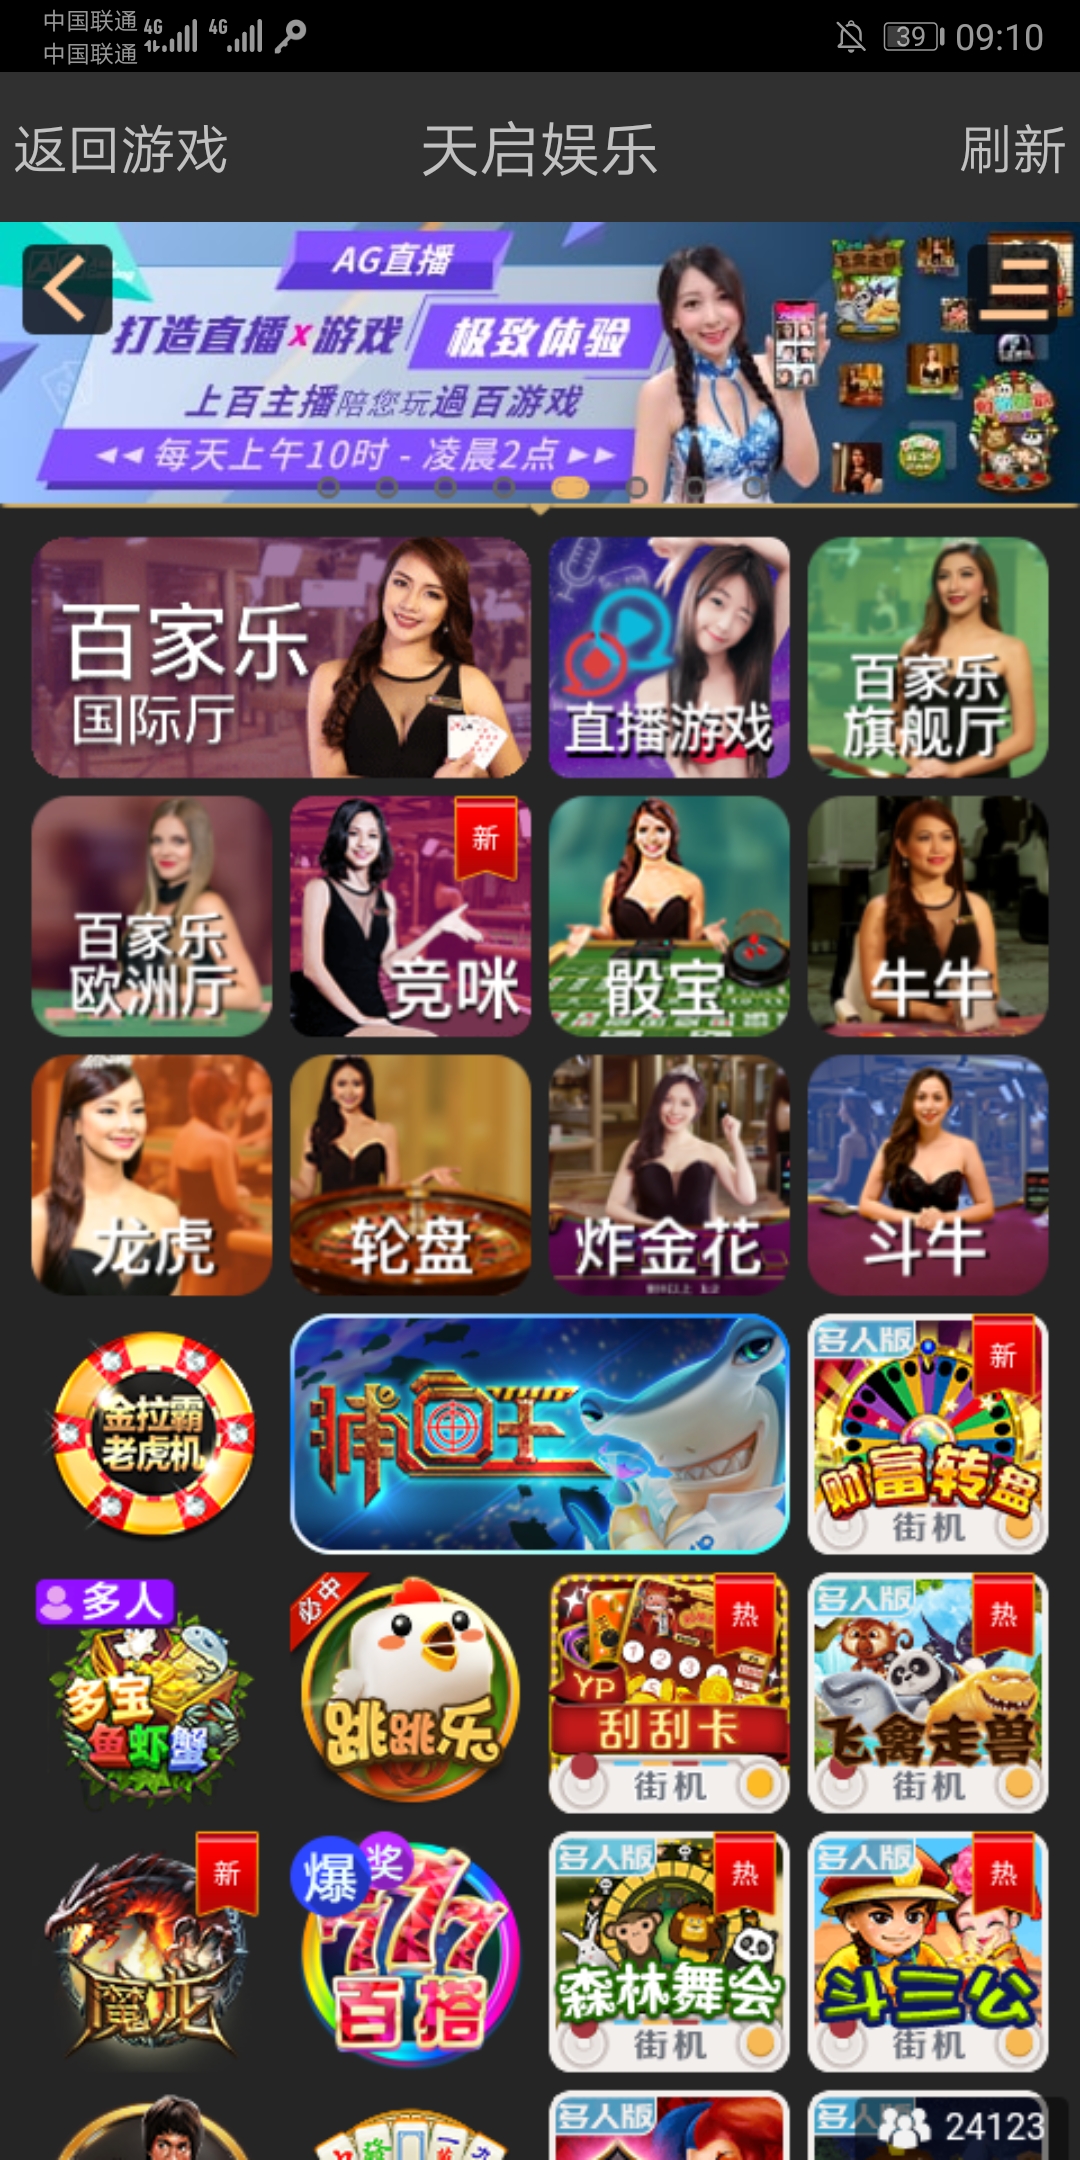 中国联通 4G 4G 39 09:10
中国联通
返回游戏 天启娱乐 刷新
AG直播
打造直播x游戏 极致体验
上百主播陪您玩過百游戏
每天上午10时 - 凌晨2点
百家乐
国际厅
直播游戏
百家乐
旗舰厅
百家乐
欧洲厅
新
竞咪
骰宝
牛牛
龙虎
轮盘
炸金花
斗牛
金拉霸
老虎机
捕鱼王
多人版
新
财富转盘
街机
多人
多宝
鱼虾蟹
必中
跳跳乐
热
1 2 3 4
YP
刮刮卡
街机
多人版
热
飞禽走兽
街机
新
魔龙
爆奖
777
百搭
多人版
热
森林舞会
街机
多人版
热
斗三公
街机
發
多人版
24123